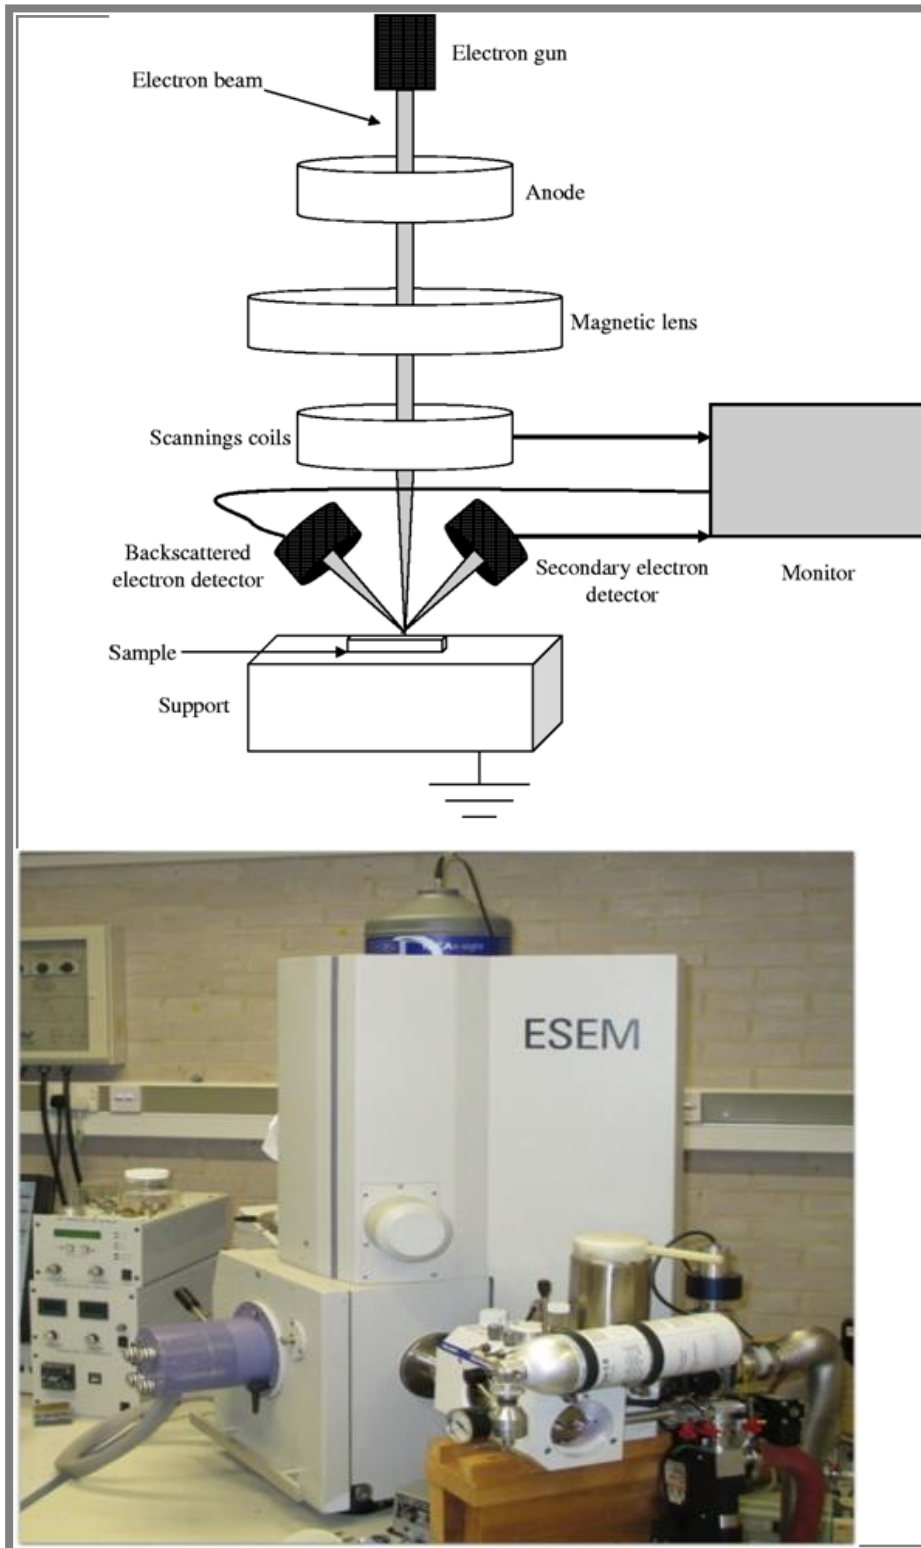 Electron gun
Electron beam
Anode
Magnetic lens
Scannings coils
Backscattered
electron detector
Secondary electron
detector
Monitor
Sample
Support
ESEM